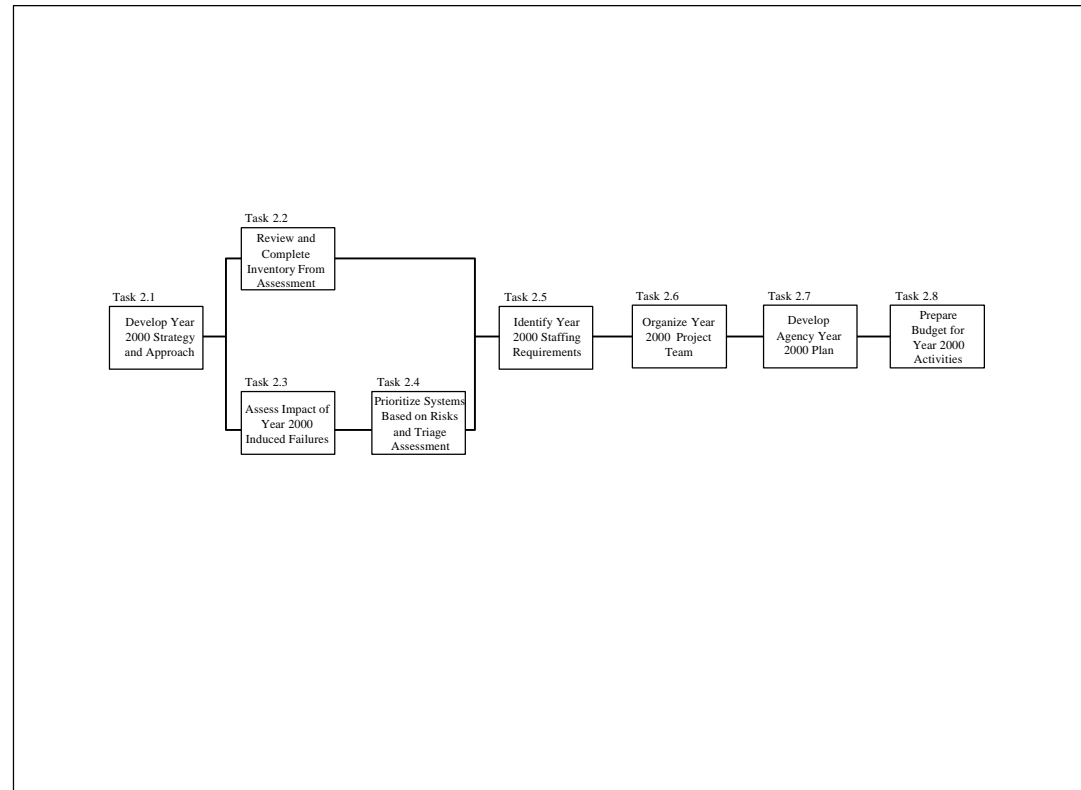 Task 2.1
Develop Year
2000 Strategy
and Approach
Task 2.2
Review and
Complete
Inventory From
Assessment
Task 2.3
Assess Impact of
Year 2000
Induced Failures
Task 2.4
Prioritize Systems
Based on Risks
and Triage
Assessment
Task 2.5
Identify Year
2000 Staffing
Requirements
Task 2.6
Organize Year
2000 Project
Team
Task 2.7
Develop
Agency Year
2000 Plan
Task 2.8
Prepare
Budget for
Year 2000
Activities